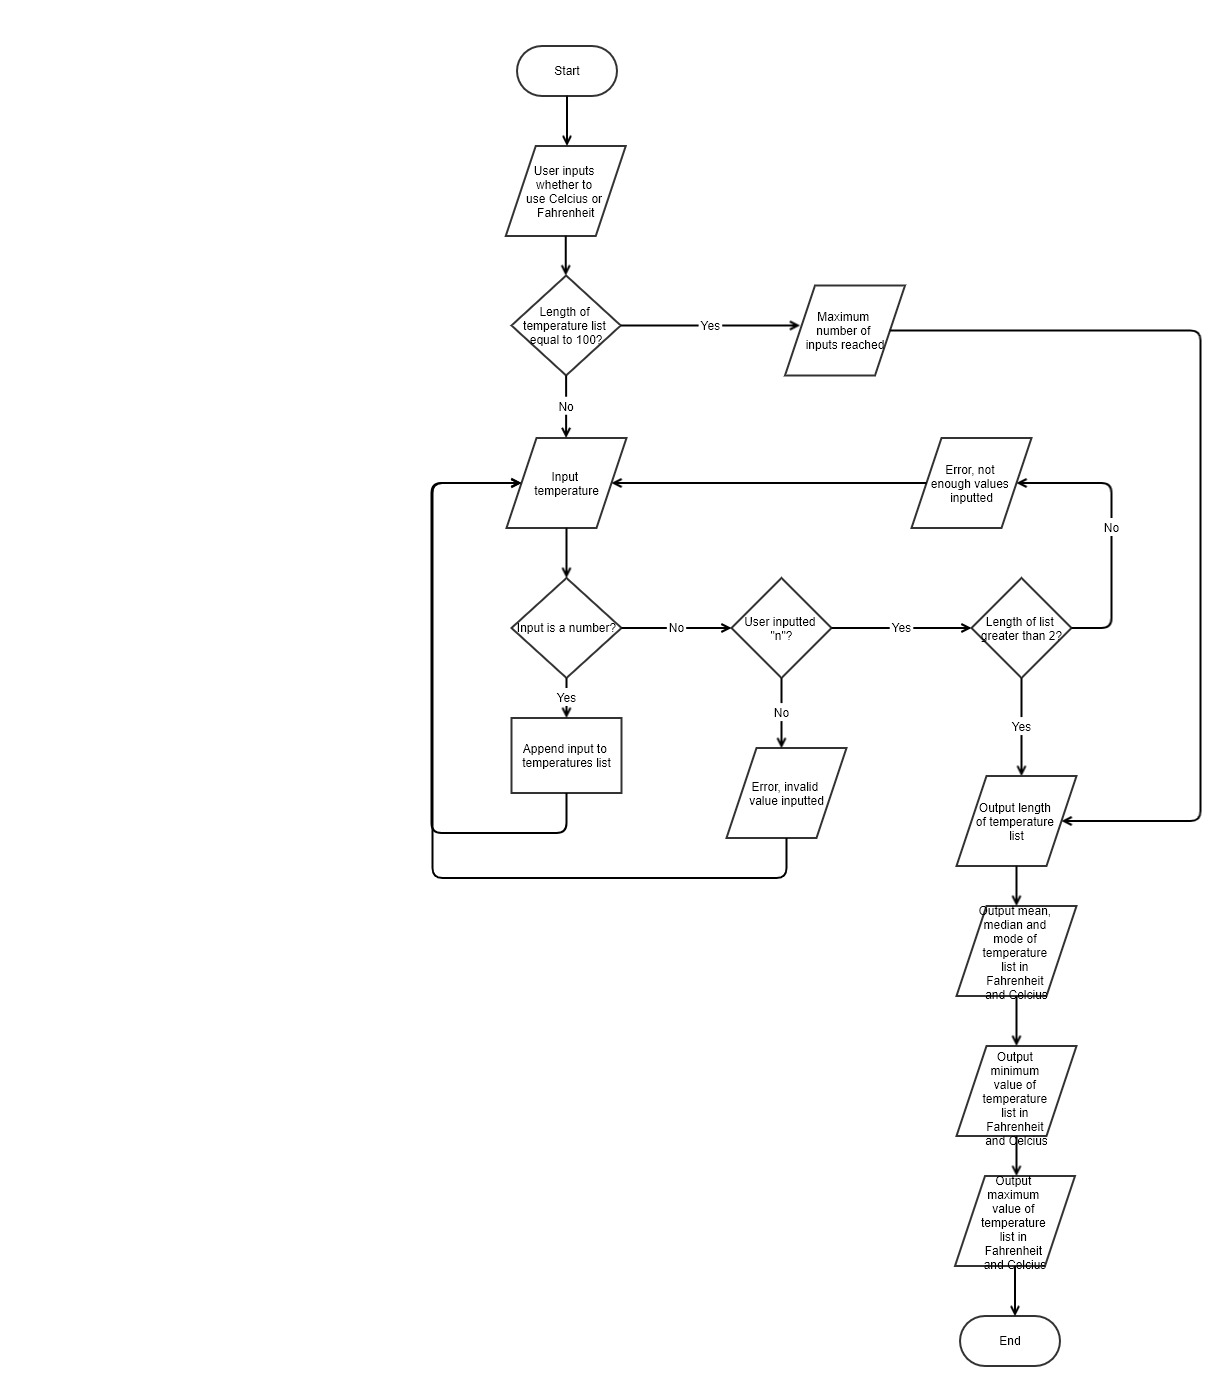 Start
User inputs
whether to
use Celcius or
Fahrenheit
Length of
temperature list
equal to 100?
Yes
Maximum
number of
inputs reached
No
Input
temperature
Error, not
enough values
inputted
No
Input is a number?
No
User inputted
"n"?
Yes
Length of list
greater than 2?
Yes
No
Yes
Append input to
temperatures list
Error, invalid
value inputted
Output length
of temperature
list
Output mean,
median and
mode of
temperature
list in
Fahrenheit
and Celcius
Output
minimum
value of
temperature
list in
Fahrenheit
and Celcius
Output
maximum
value of
temperature
list in
Fahrenheit
and Celcius
End